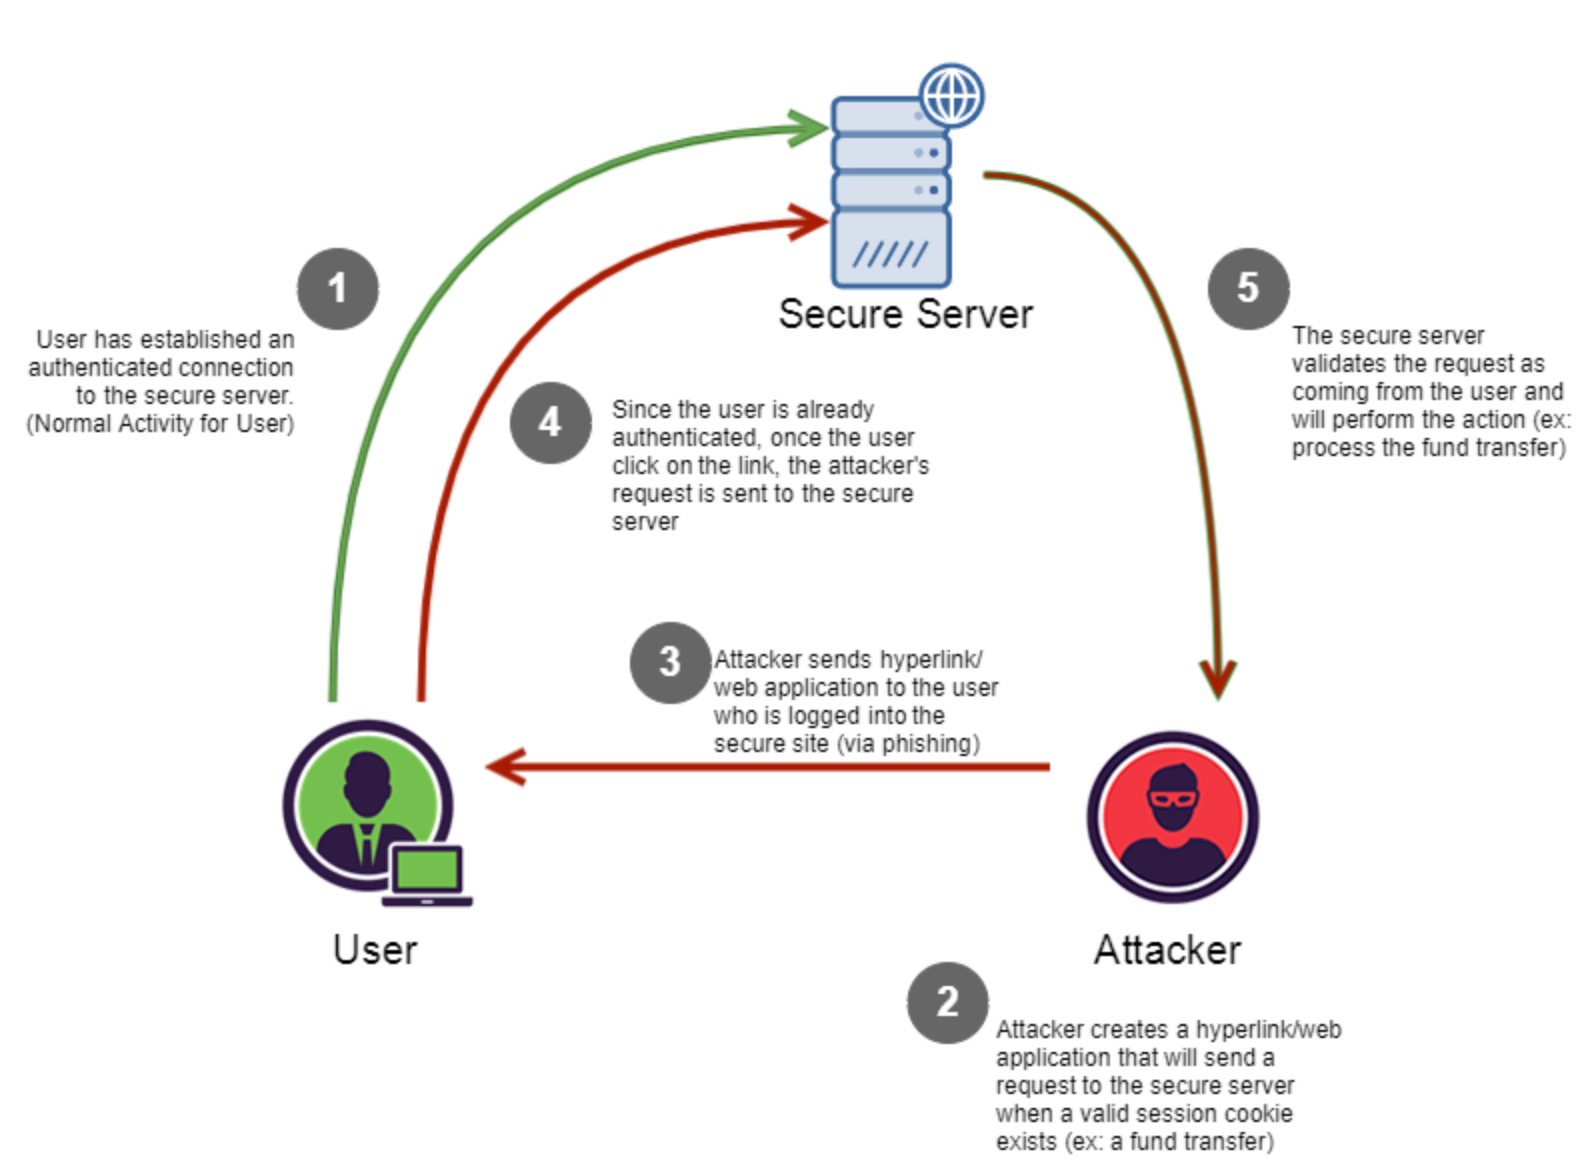 Secure Server
1
User has established an
authenticated connection
to the secure server.
(Normal Activity for User)
5
The secure server
validates the request as
coming from the user and
will perform the action (ex:
process the fund transfer)
4
Since the user is already
authenticated, once the user
click on the link, the attacker's
request is sent to the secure
server
3
Attacker sends hyperlink/
web application to the user
who is logged into the
secure site (via phishing)
User
Attacker
2
Attacker creates a hyperlink/web
application that will send a
request to the secure server
when a valid session cookie
exists (ex: a fund transfer)